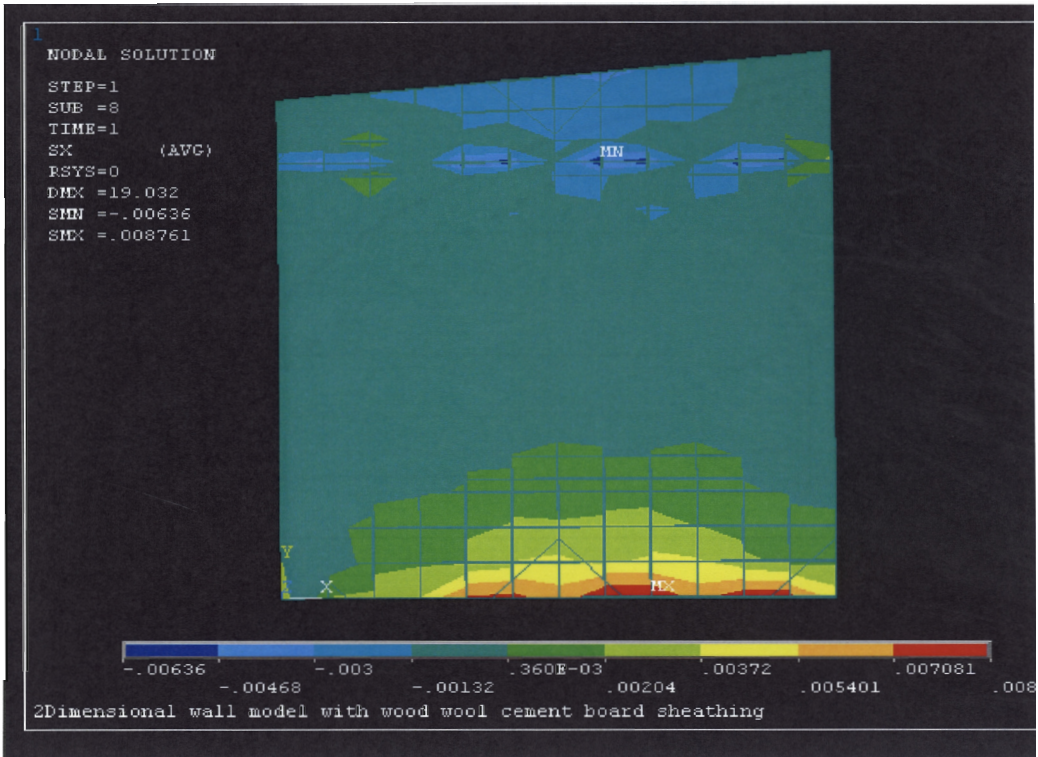 1
NODAL SOLUTION
STEP=1
SUB =8
TIME=1
SX (AVG)
RSYS=0
DMX =19.032
SMN =-.00636
SMX =.008761
MN
Y
X
MX
-.00636 -.003 .360E-03 .00372 .007081
-.00468 -.00132 .00204 .005401 .008
2Dimensional wall model with wood wool cement board sheathing